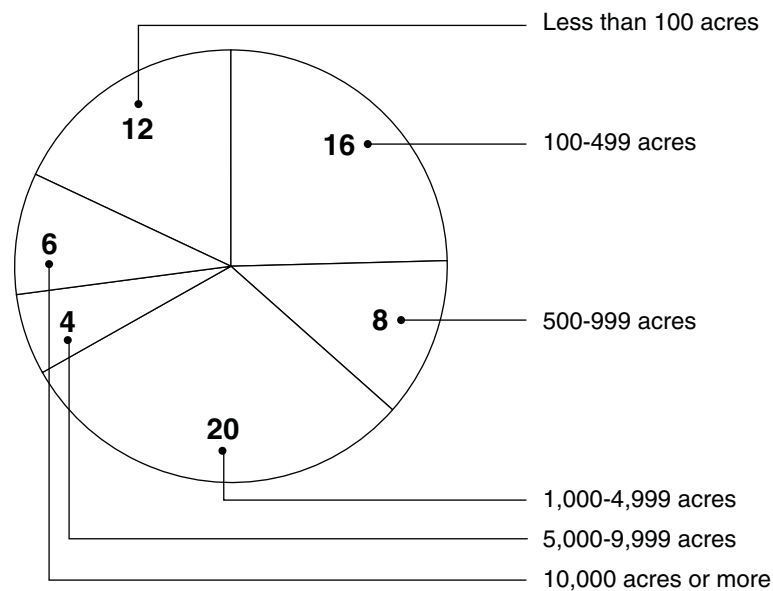 Less than 100 acres
12
16
100-499 acres
6
4
8
500-999 acres
20
1,000-4,999 acres
5,000-9,999 acres
10,000 acres or more